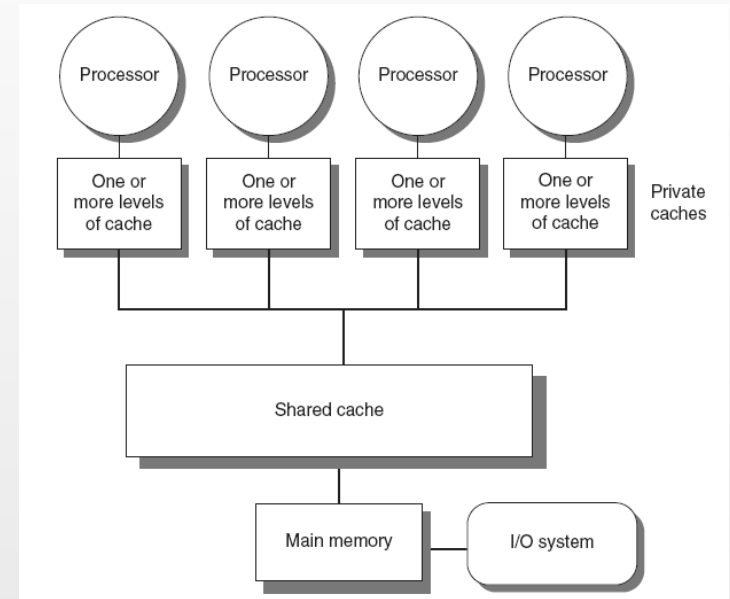 Processor
Processor
Processor
Processor
One or
more levels
of cache
One or
more levels
of cache
One or
more levels
of cache
One or
more levels
of cache
Private
caches
Shared cache
Main memory
I/O system